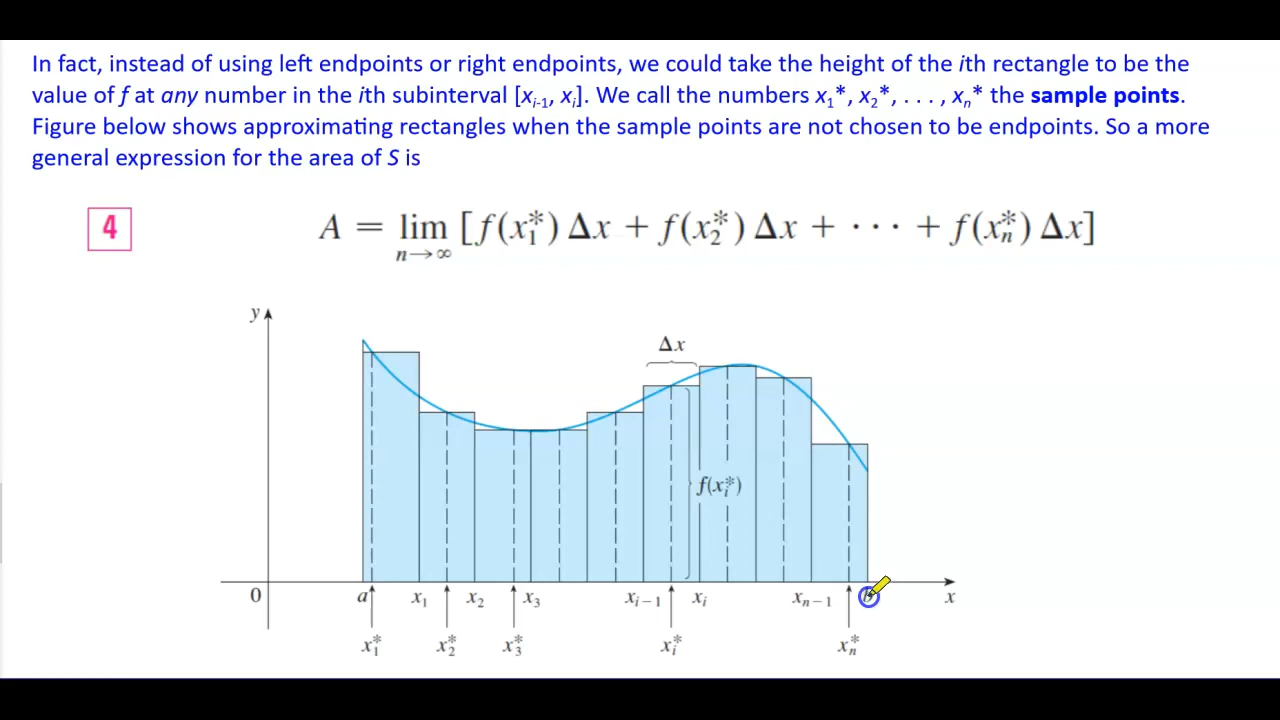 In fact, instead of using left endpoints or right endpoints, we could take the height of the ith rectangle to be the
value of f at any number in the ith subinterval [xᵢ₋₁, xᵢ]. We call the numbers x₁*, x₂*, . . . , xₙ* the sample points.
Figure below shows approximating rectangles when the sample points are not chosen to be endpoints. So a more
general expression for the area of S is
4 A = lim n→∞ [f(x₁*) Δx + f(x₂*) Δx + · · · + f(xₙ*) Δx]
y
Δx
f(xᵢ*)
0 a x₁ x₂ x₃ xᵢ₋₁ xᵢ xₙ₋₁ x
x₁* x₂* x₃* xᵢ* xₙ*